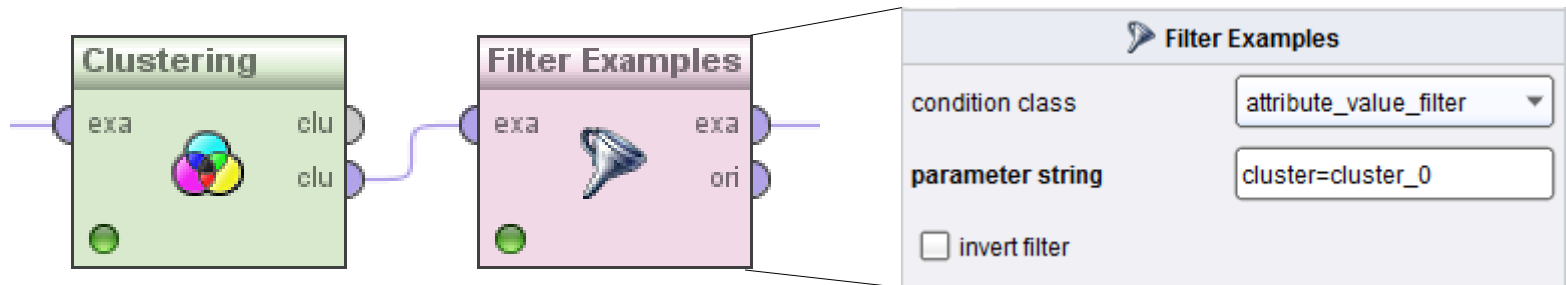 Clustering
exa
clu
clu
Filter Examples
exa
exa
ori
Filter Examples
condition class
attribute_value_filter
parameter string
cluster=cluster_0
invert filter